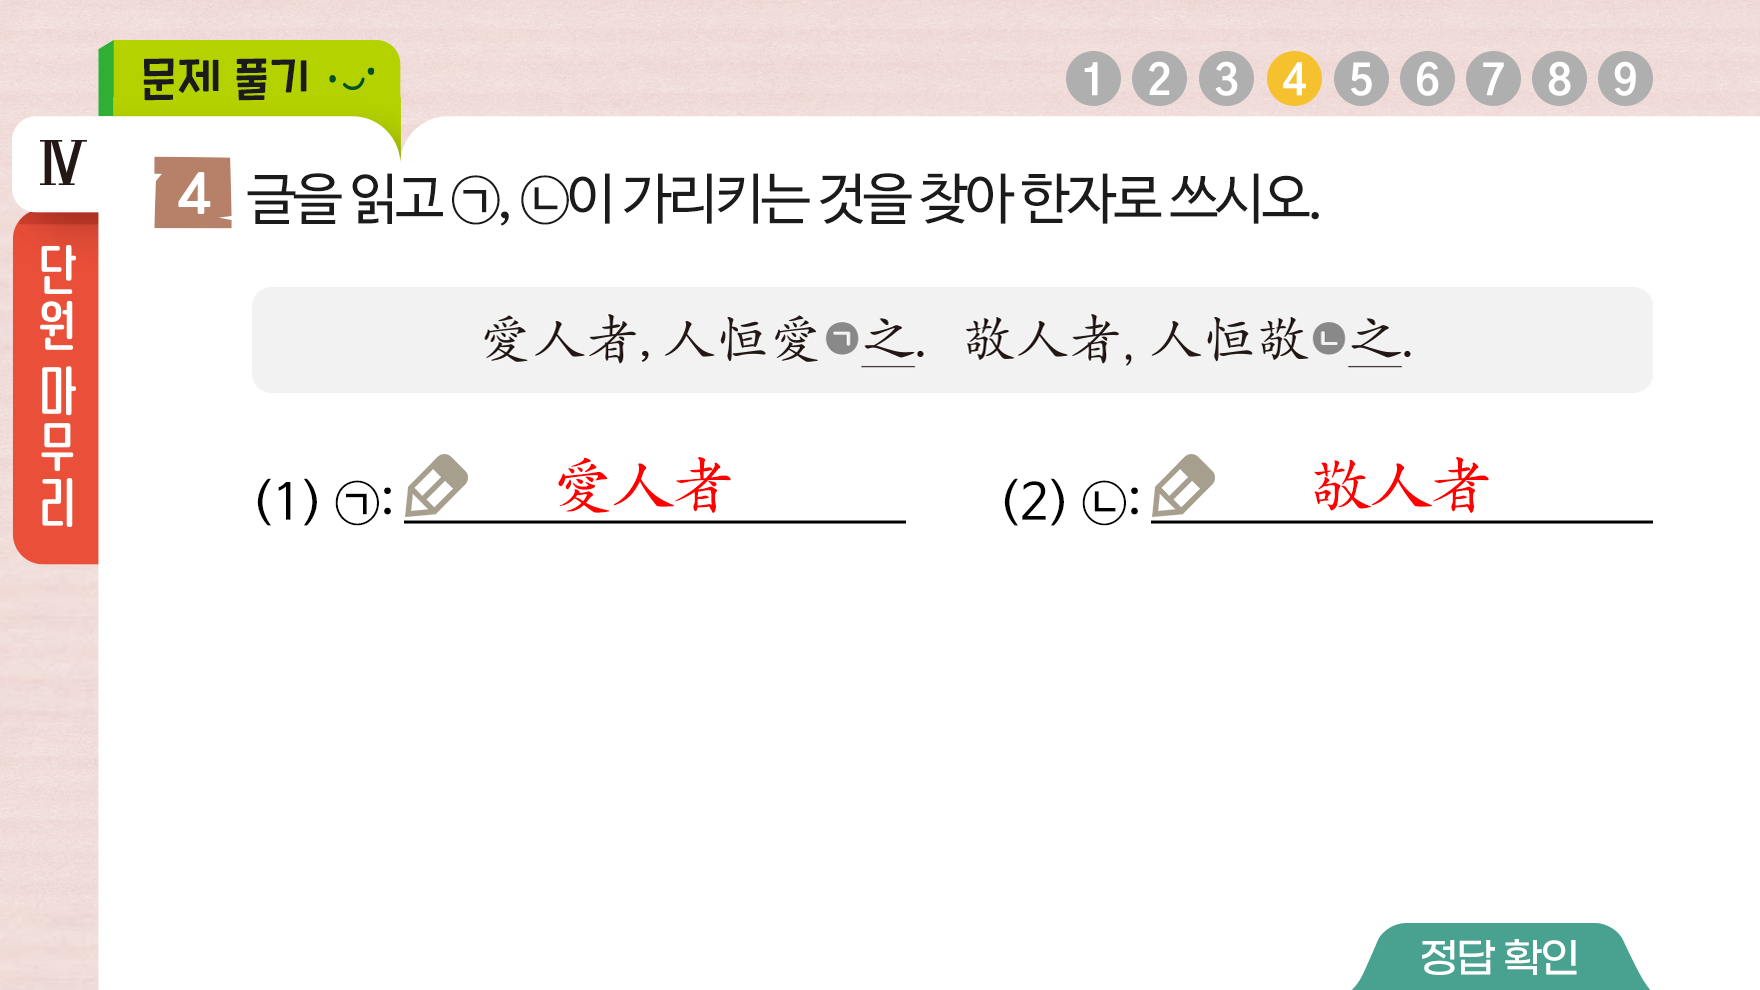 문제 풀기
1 2 3 4 5 6 7 8 9
Ⅳ
단원 마무리
4 글을 읽고 ㉠, ㉡이 가리키는 것을 찾아 한자로 쓰시오.
愛人者, 人恒愛㉠之. 敬人者, 人恒敬㉡之.
(1) ㉠: 愛人者 (2) ㉡: 敬人者
정답 확인